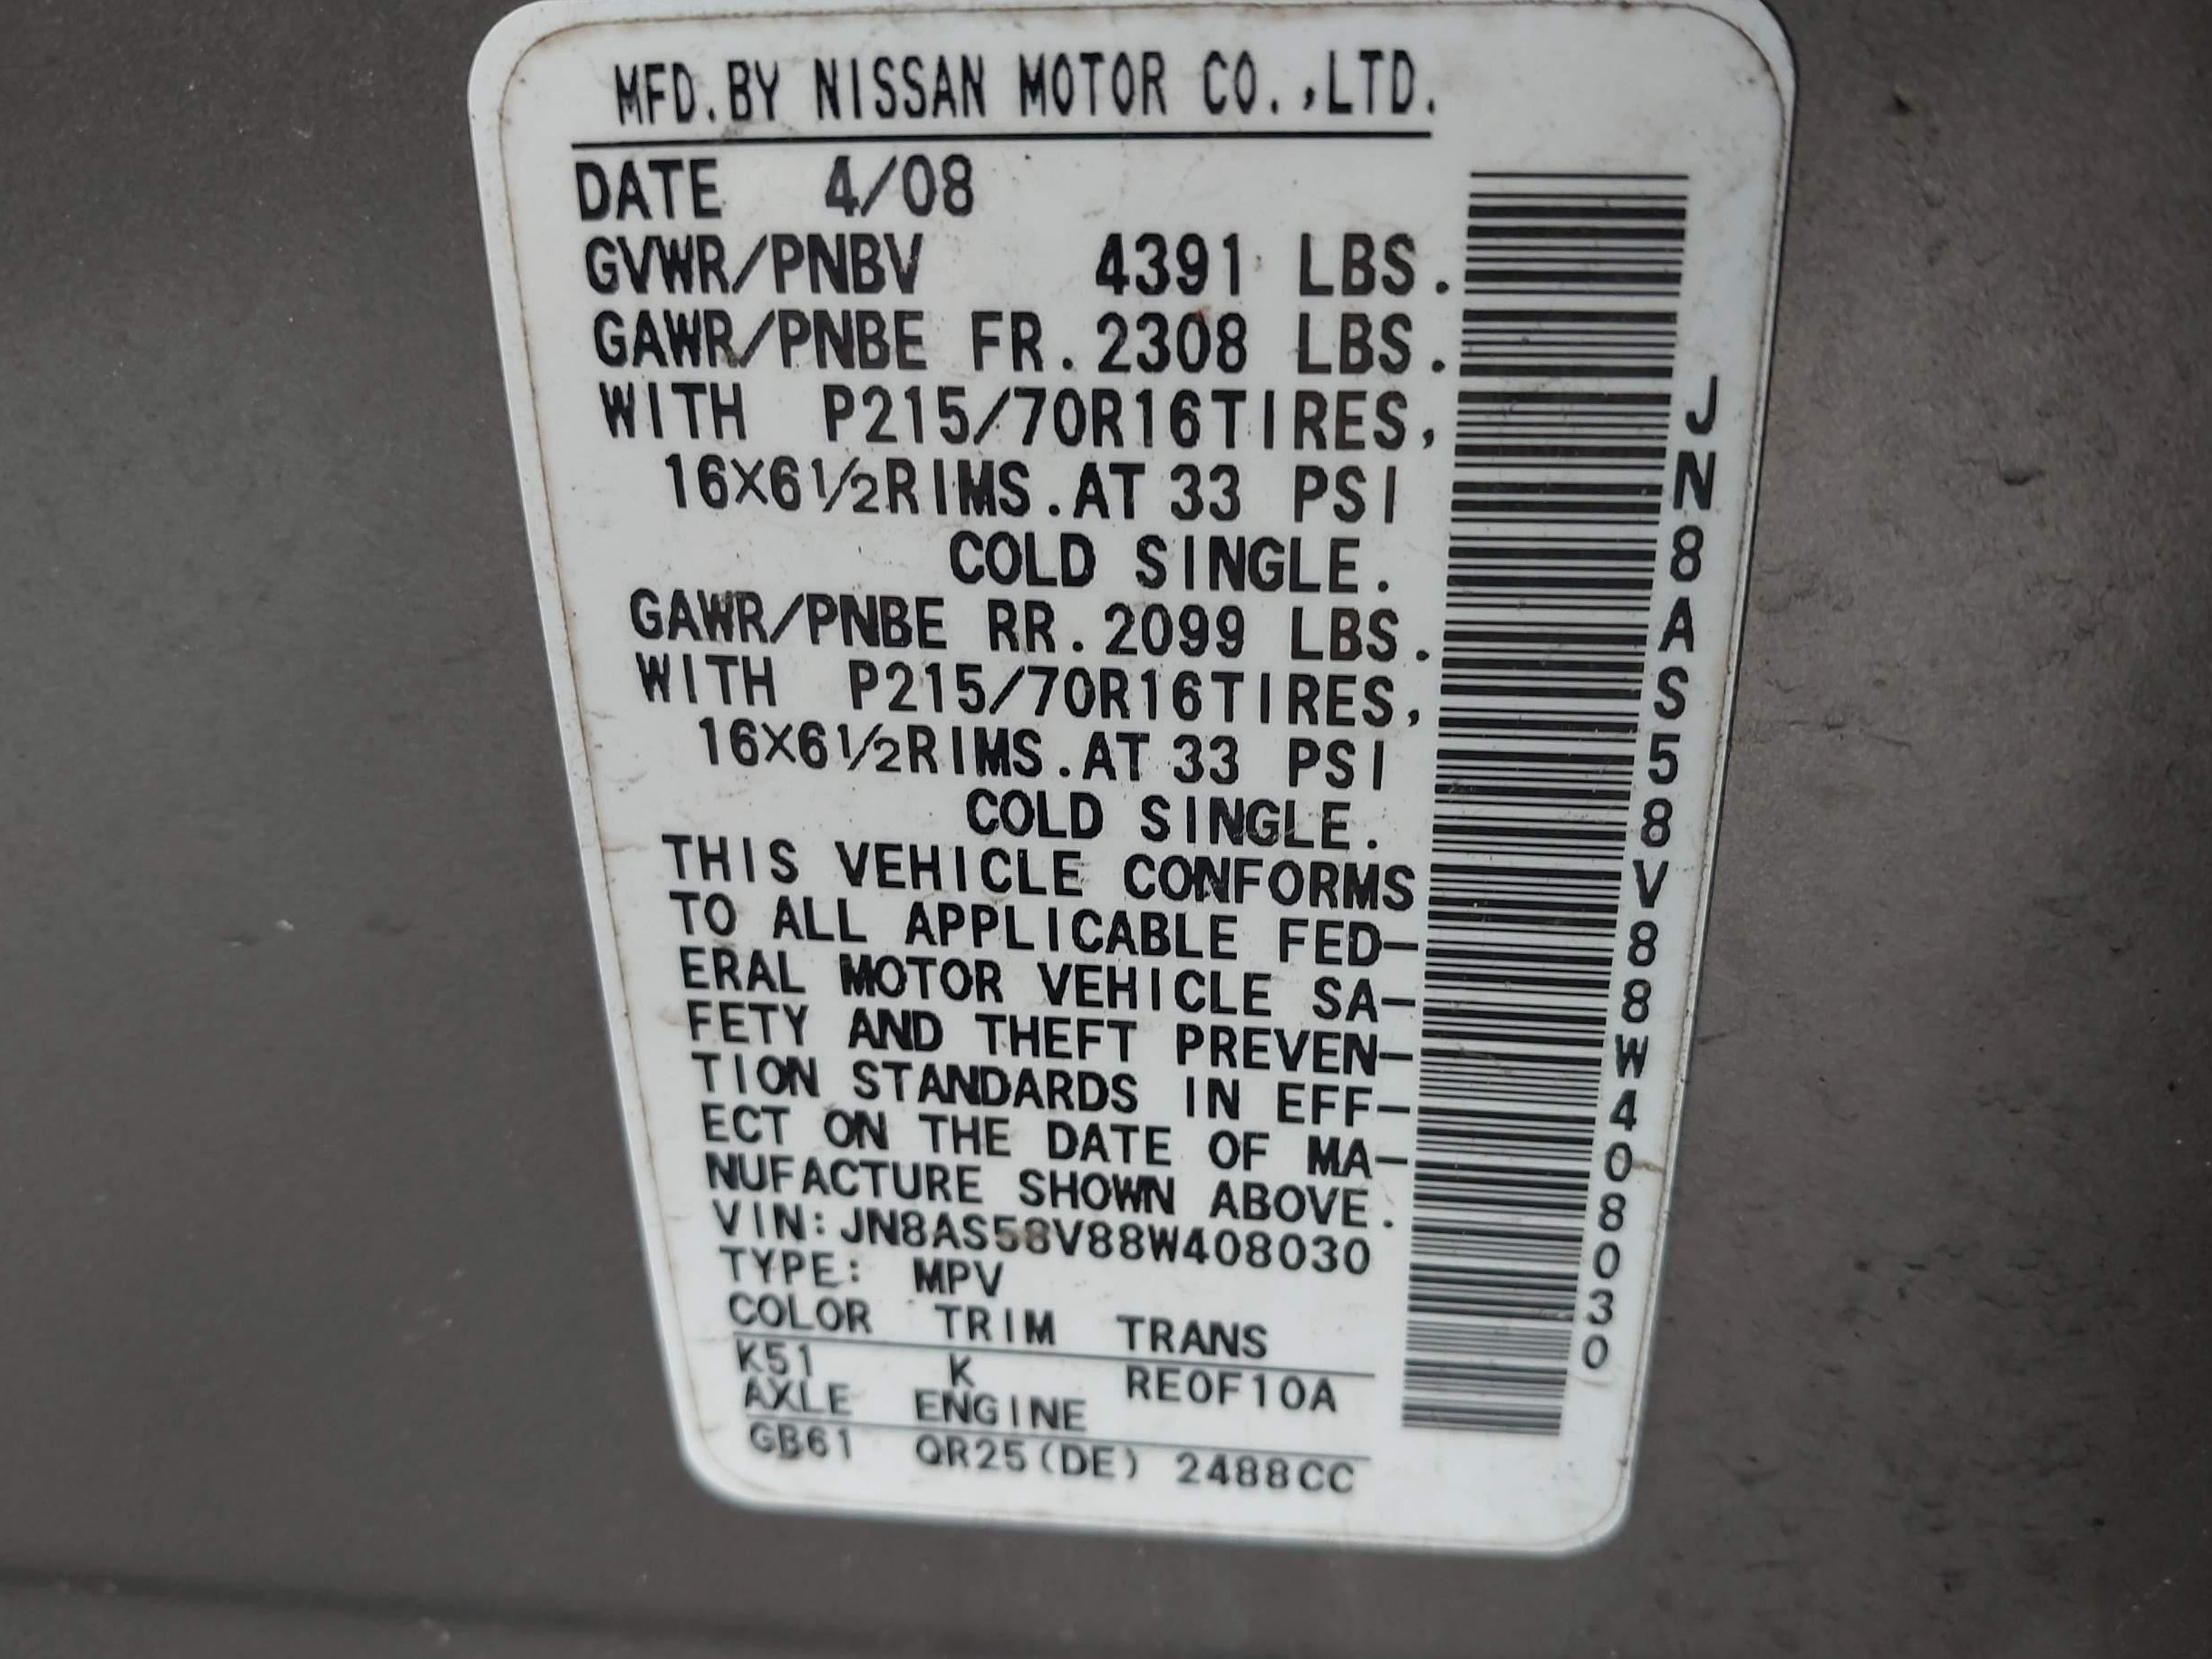 MFD.BY NISSAN MOTOR CO.,LTD.
DATE 4/08
GVWR/PNBV 4391 LBS.
GAWR/PNBE FR.2308 LBS.
WITH P215/70R16TIRES,
16X6½RIMS.AT 33 PSI
COLD SINGLE.
GAWR/PNBE RR.2099 LBS.
WITH P215/70R16TIRES,
16X6½RIMS.AT 33 PSI
COLD SINGLE.
THIS VEHICLE CONFORMS
TO ALL APPLICABLE FED-
ERAL MOTOR VEHICLE SA-
FETY AND THEFT PREVEN-
TION STANDARDS IN EFF-
ECT ON THE DATE OF MA-
NUFACTURE SHOWN ABOVE.
VIN:JN8AS58V88W408030
TYPE: MPV
COLOR TRIM TRANS
K51 K RE0F10A
AXLE ENGINE
GB61 QR25(DE) 2488CC
JN8AS58V88W408030